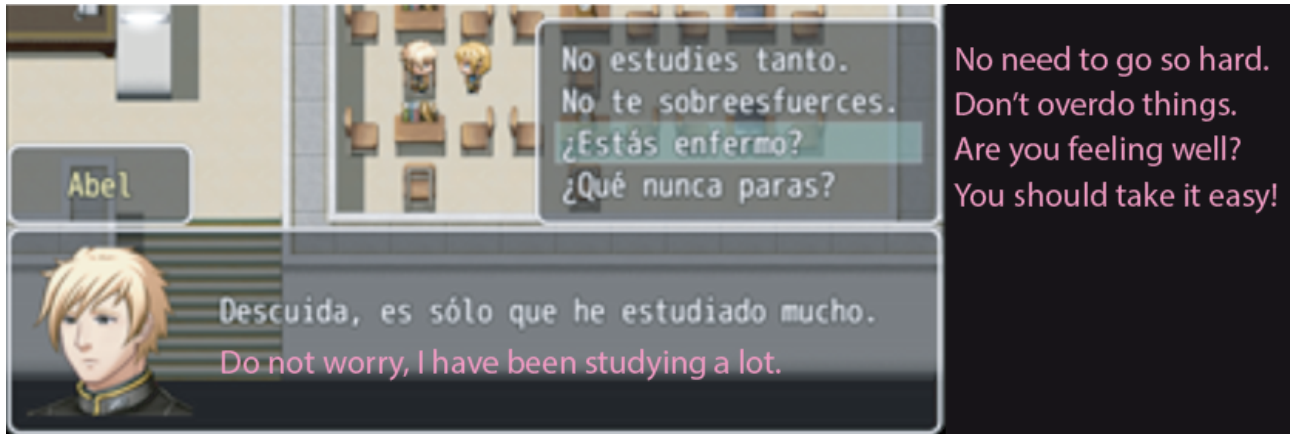 No estudies tanto.
No te sobreesfuerces.
¿Estás enfermo?
¿Qué nunca paras?
No need to go so hard.
Don't overdo things.
Are you feeling well?
You should take it easy!
Abel
Descuida, es sólo que he estudiado mucho.
Do not worry, I have been studying a lot.